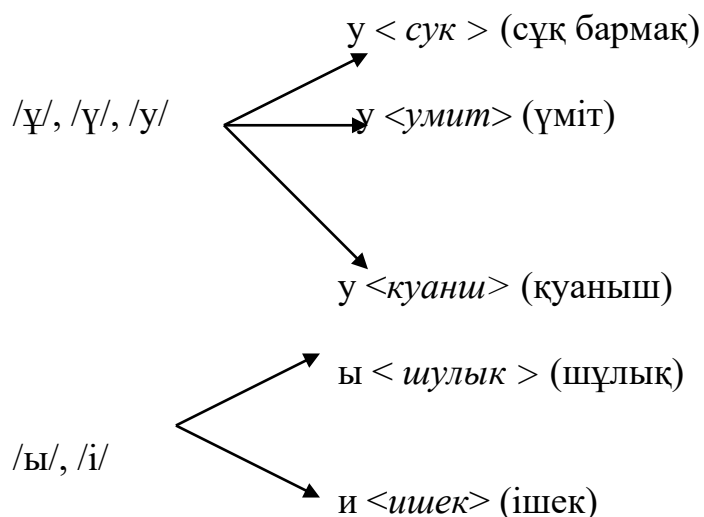 у < сук > (сұқ бармақ)
/ұ/, /ү/, /у/
у <умит> (үміт)
у <куанш> (қуаныш)
ы < шулык > (шұлық)
/ы/, /і/
и <ишек> (ішек)